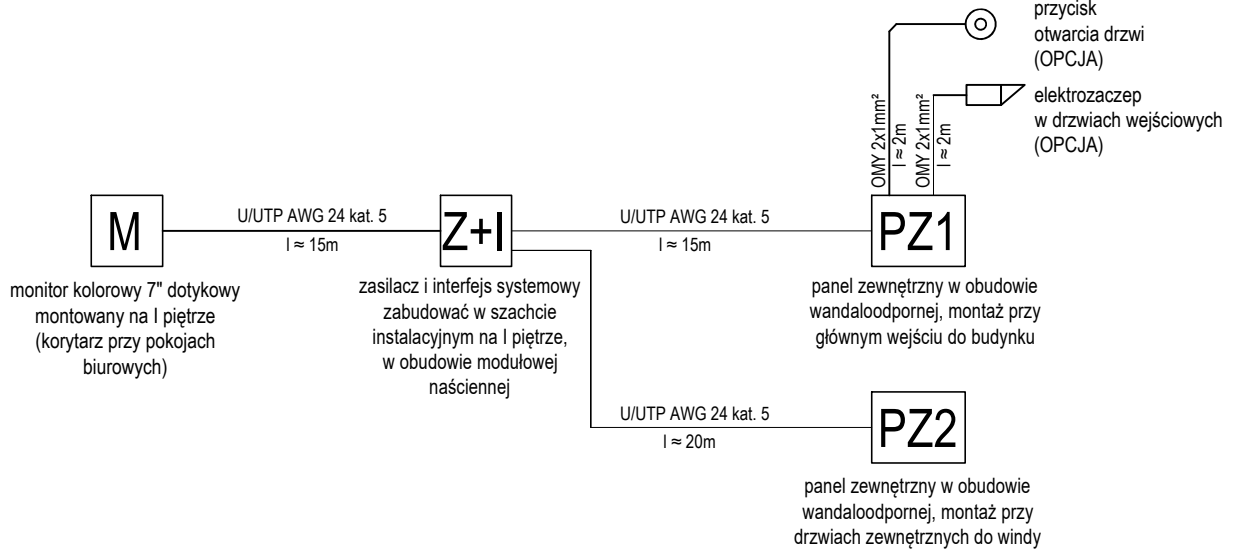 przycisk
otwarcia drzwi
(OPCJA)
elektrozaczep
w drzwiach wejściowych
(OPCJA)
OMY 2x1mm²
l ≈ 2m
OMY 2x1mm²
l ≈ 2m
M
U/UTP AWG 24 kat. 5
l ≈ 15m
Z+I
U/UTP AWG 24 kat. 5
l ≈ 15m
PZ1
monitor kolorowy 7" dotykowy
montowany na I piętrze
(korytarz przy pokojach
biurowych)
zasilacz i interfejs systemowy
zabudować w szachcie
instalacyjnym na I piętrze,
w obudowie modułowej
naściennej
panel zewnętrzny w obudowie
wandaloodpornej, montaż przy
głównym wejściu do budynku
U/UTP AWG 24 kat. 5
l ≈ 20m
PZ2
panel zewnętrzny w obudowie
wandaloodpornej, montaż przy
drzwiach zewnętrznych do windy